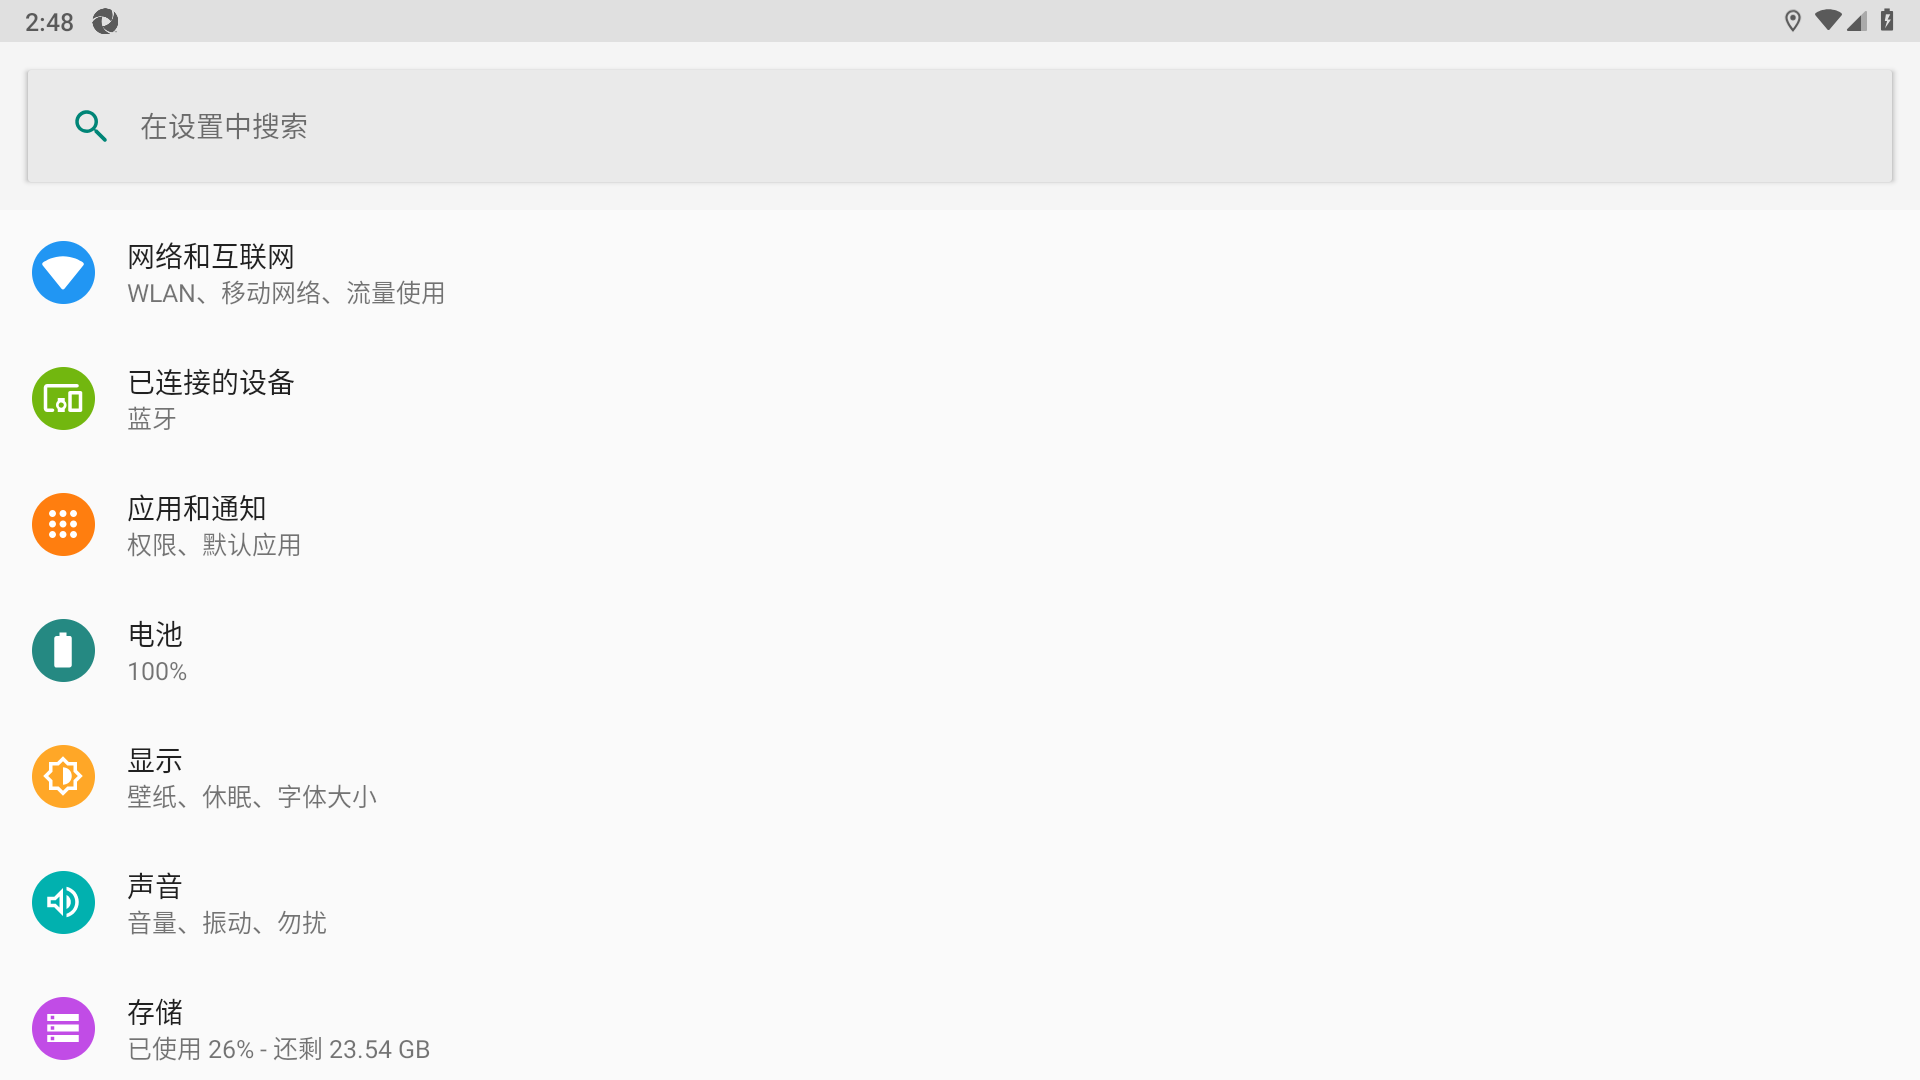 2:48
在设置中搜索
网络和互联网
WLAN、移动网络、流量使用
已连接的设备
蓝牙
应用和通知
权限、默认应用
电池
100%
显示
壁纸、休眠、字体大小
声音
音量、振动、勿扰
存储
已使用 26% - 还剩 23.54 GB